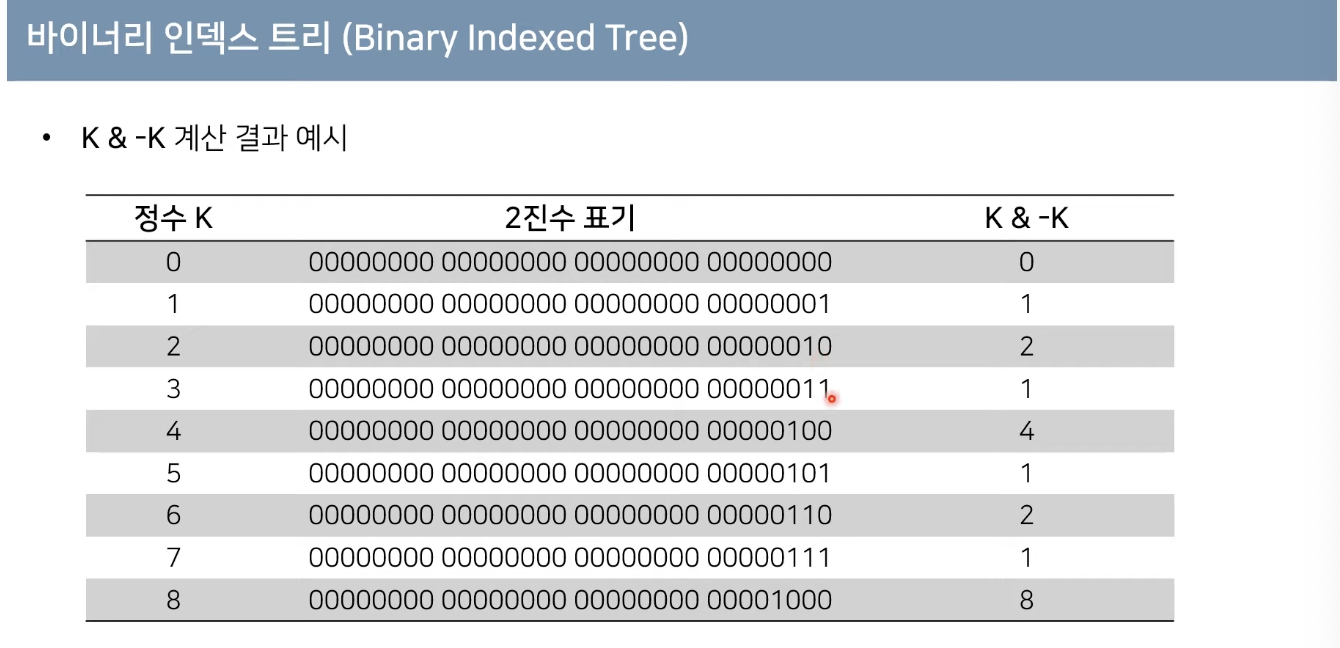 바이너리 인덱스 트리 (Binary Indexed Tree)
• K & -K 계산 결과 예시
정수 K 2진수 표기 K & -K
0 00000000 00000000 00000000 00000000 0
1 00000000 00000000 00000000 00000001 1
2 00000000 00000000 00000000 00000010 2
3 00000000 00000000 00000000 00000011 1
4 00000000 00000000 00000000 00000100 4
5 00000000 00000000 00000000 00000101 1
6 00000000 00000000 00000000 00000110 2
7 00000000 00000000 00000000 00000111 1
8 00000000 00000000 00000000 00001000 8